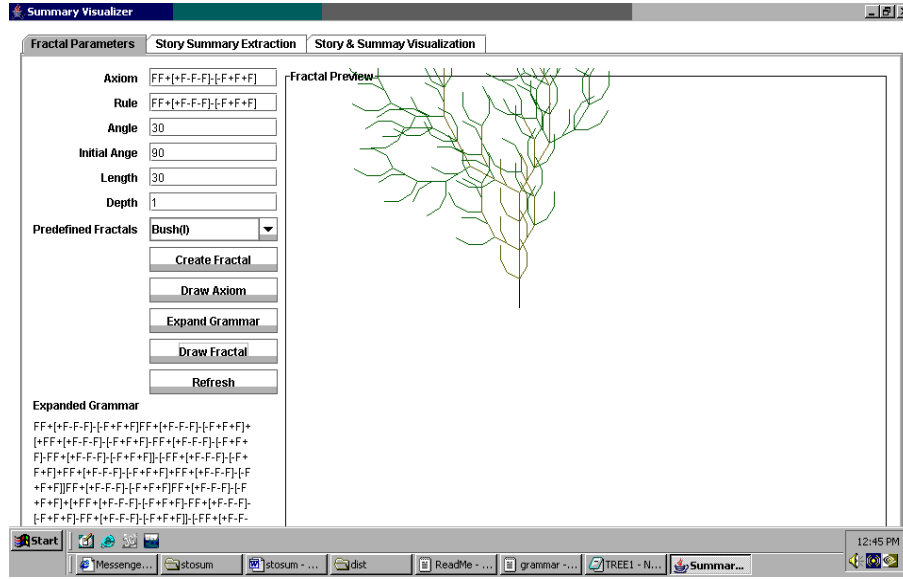 Summary Visualizer
Fractal Parameters
Story Summary Extraction
Story & Summay Visualization
Axiom FF+[+F-F-F]-[-F+F+F]
Rule FF+[+F-F-F]-[-F+F+F]
Angle 30
Initial Ange 90
Length 30
Depth 1
Predefined Fractals Bush(I)
Create Fractal
Draw Axiom
Expand Grammar
Draw Fractal
Refresh
Fractal Preview
Expanded Grammar
FF+[+F-F-F]-[-F+F+F]FF+[+F-F-F]-[-F+F+F]+
[+FF+[+F-F-F]-[-F+F+F]-FF+[+F-F-F]-[-F+F+
F]-FF+[+F-F-F]-[-F+F+F]]-[-FF+[+F-F-F]-[-F+
F+F]+FF+[+F-F-F]-[-F+F+F]+FF+[+F-F-F]-[-F
+F+F]]FF+[+F-F-F]-[-F+F+F]FF+[+F-F-F]-[-F
+F+F]+[+FF+[+F-F-F]-[-F+F+F]-FF+[+F-F-F]-
[-F+F+F]-FF+[+F-F-F]-[-F+F+F]]-[-FF+[+F-F-
Start
12:45 PM
Messenge...
stosum
stosum - ...
dist
ReadMe - ...
grammar -...
TREE1 - N...
Summar...